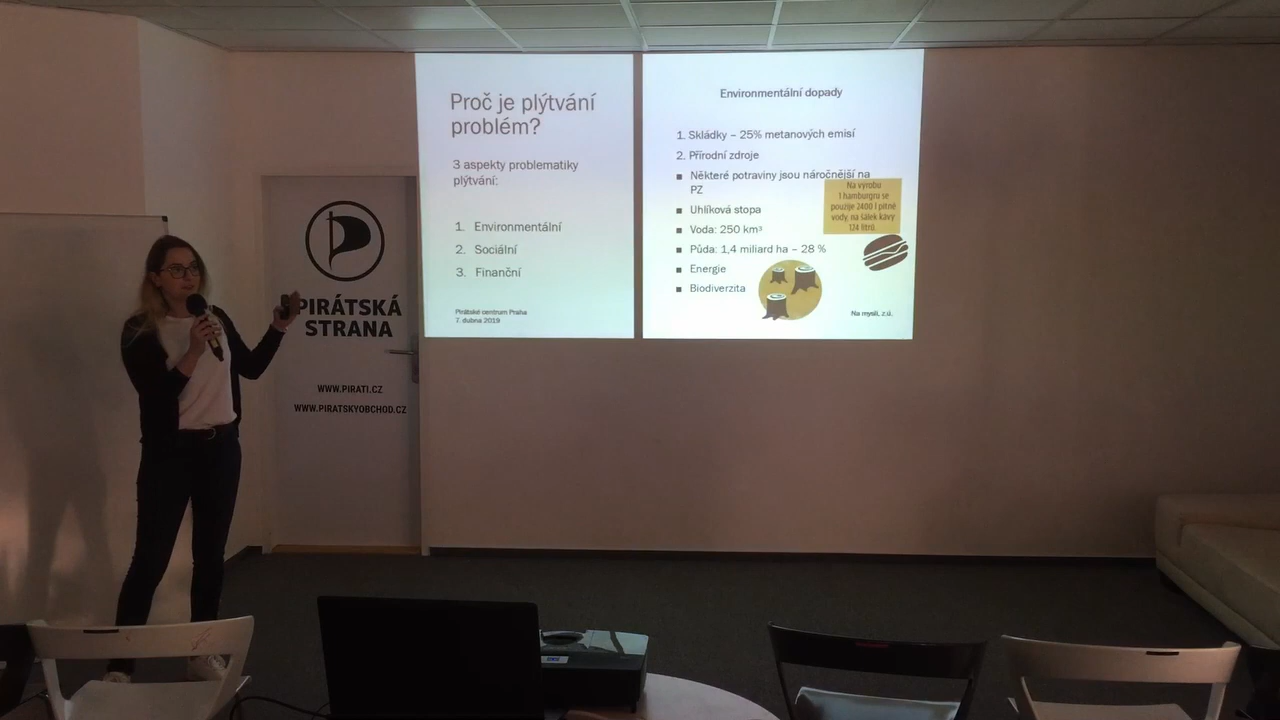 Proč je plýtvání
problém?
3 aspekty problematiky
plýtvání:
1. Environmentální
2. Sociální
3. Finanční
Pirátské centrum Praha
7. dubna 2019
Environmentální dopady
1. Skládky – 25% metanových emisí
2. Přírodní zdroje
Některé potraviny jsou náročnější na
PZ
Uhlíková stopa
Voda: 250 km³
Půda: 1,4 miliard ha – 28 %
Energie
Biodiverzita
Na výrobu
1 hamburgru se
použije 2400 l pitné
vody, na šálek kávy
124 litrů.
Na mysli, z.ú.
PIRÁTSKÁ
STRANA
WWW.PIRATI.CZ
WWW.PIRATSKYOBCHOD.CZ